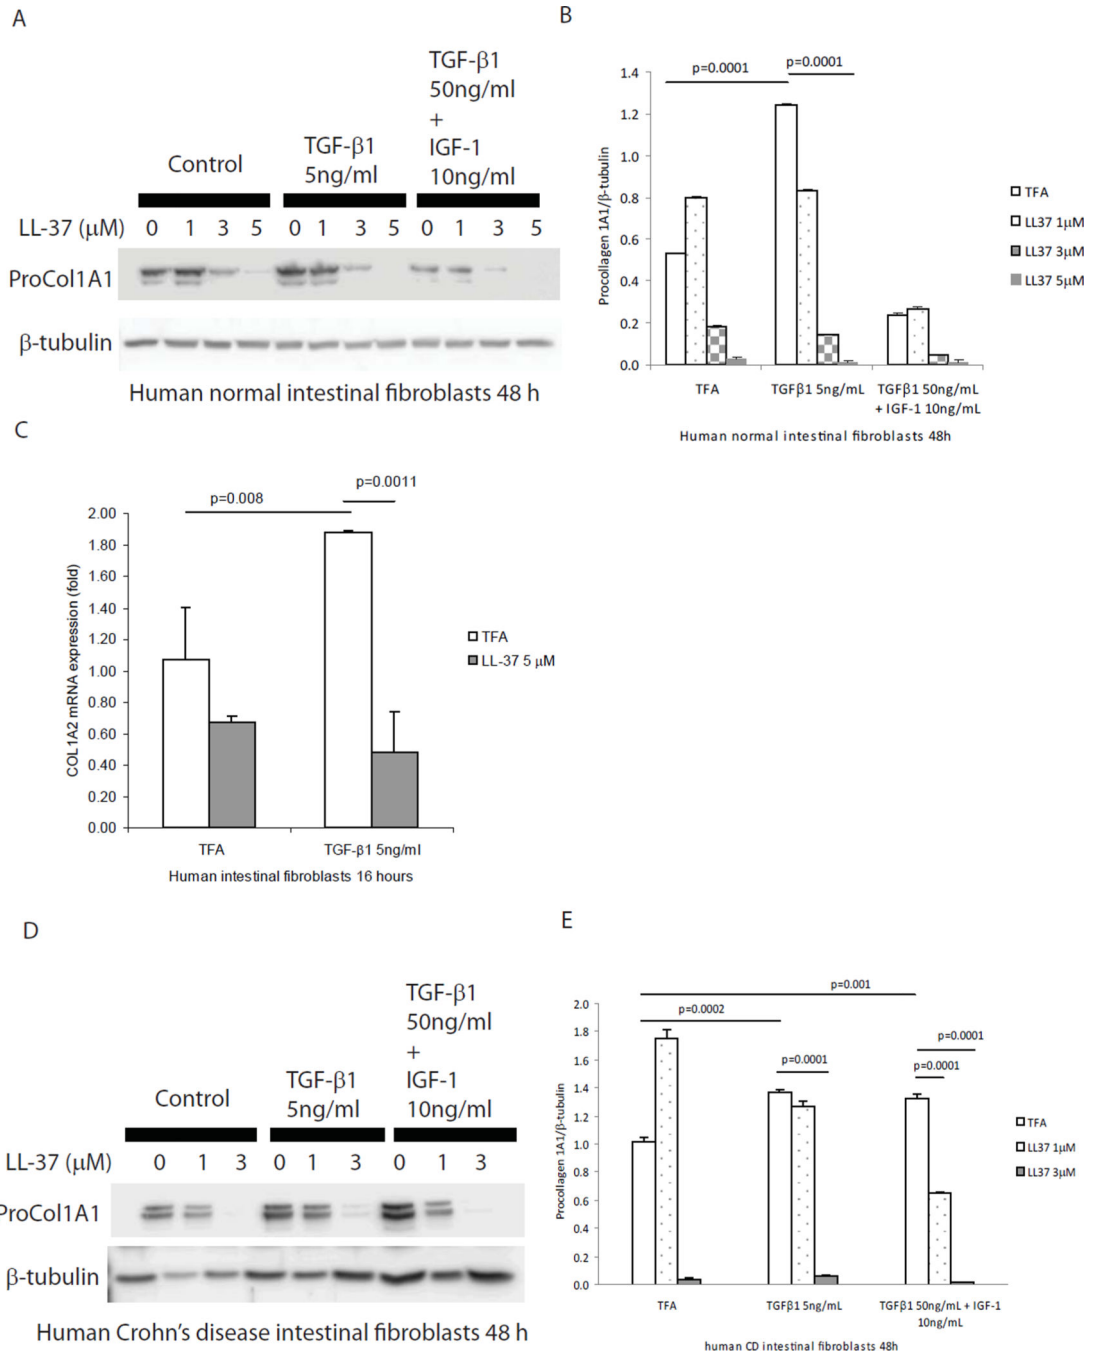 A
Control
TGF-β1
5ng/ml
TGF-β1
50ng/ml
+
IGF-1
10ng/ml
LL-37 (μM) 0 1 3 5 0 1 3 5 0 1 3 5
ProCol1A1
β-tubulin
Human normal intestinal fibroblasts 48 h
B
p=0.0001
p=0.0001
Procollagen 1A1/β-tubulin
1.4
1.2
1.0
0.8
0.6
0.4
0.2
0.0
TFA
TGFβ1 5ng/mL
TGFβ1 50ng/mL
+ IGF-1 10ng/mL
Human normal intestinal fibroblasts 48h
TFA
LL37 1μM
LL37 3μM
LL37 5μM
C
p=0.008
p=0.0011
COL1A2 mRNA expression (fold)
2.00
1.80
1.60
1.40
1.20
1.00
0.80
0.60
0.40
0.20
0.00
TFA
TGF-β1 5ng/ml
Human intestinal fibroblasts 16 hours
TFA
LL-37 5 μM
D
Control
TGF-β1
5ng/ml
TGF-β1
50ng/ml
+
IGF-1
10ng/ml
LL-37 (μM) 0 1 3 0 1 3 0 1 3
ProCol1A1
β-tubulin
Human Crohn's disease intestinal fibroblasts 48 h
E
p=0.001
p=0.0002
p=0.0001
p=0.0001
p=0.0001
Procollagen 1A1/β-tubulin
2.0
1.8
1.6
1.4
1.2
1.0
0.8
0.6
0.4
0.2
0.0
TFA
TGFβ1 5ng/mL
TGFβ1 50ng/mL + IGF-1
10ng/mL
human CD intestinal fibroblasts 48h
TFA
LL37 1μM
LL37 3μM